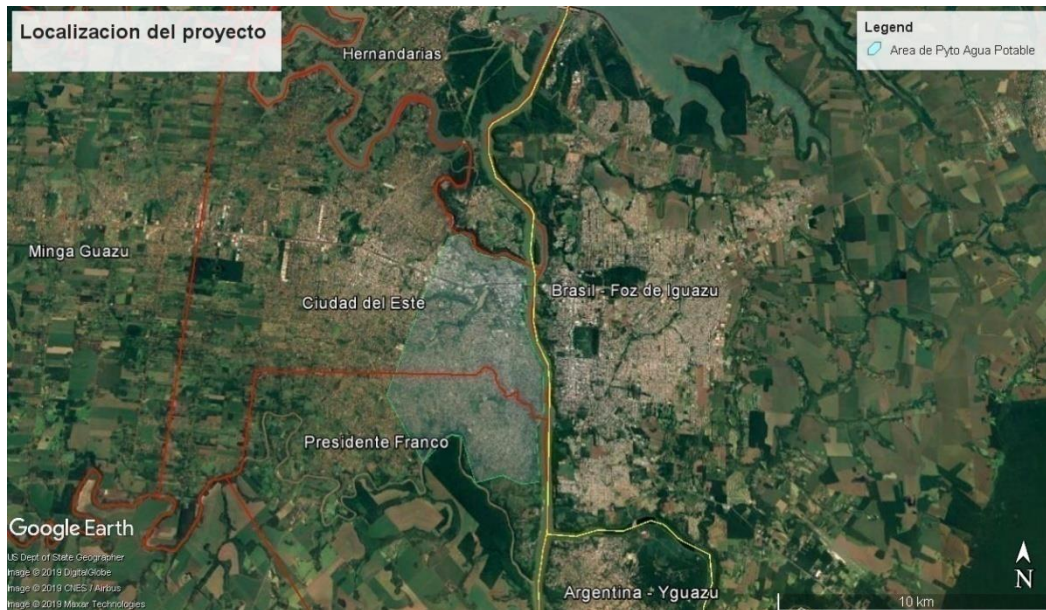 Localizacion del proyecto
Legend
Area de Pyto Agua Potable
Hernandarias
Minga Guazu
Ciudad del Este
Brasil - Foz de Iguazu
Presidente Franco
Google Earth
US Dept of State Geographer
Image © 2019 DigitalGlobe
Image © 2019 CNES / Airbus
Image © 2019 Maxar Technologies
Argentina - Yguazu
N
10 km